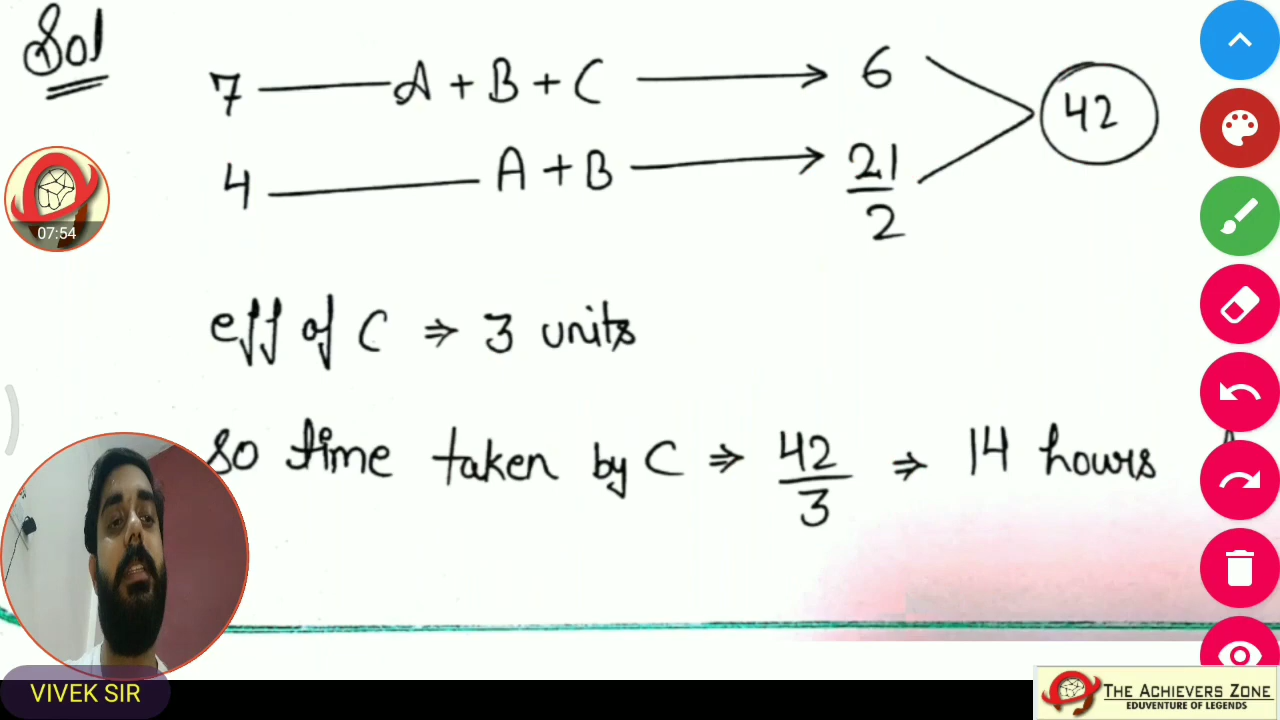 Sol
7 — A + B + C → 6
42
4 — A + B → 21/2
07:54
eff of C ⇒ 3 units
so time taken by C ⇒ 42/3 ⇒ 14 hours
VIVEK SIR
THE ACHIEVERS ZONE
EDUVENTURE OF LEGENDS